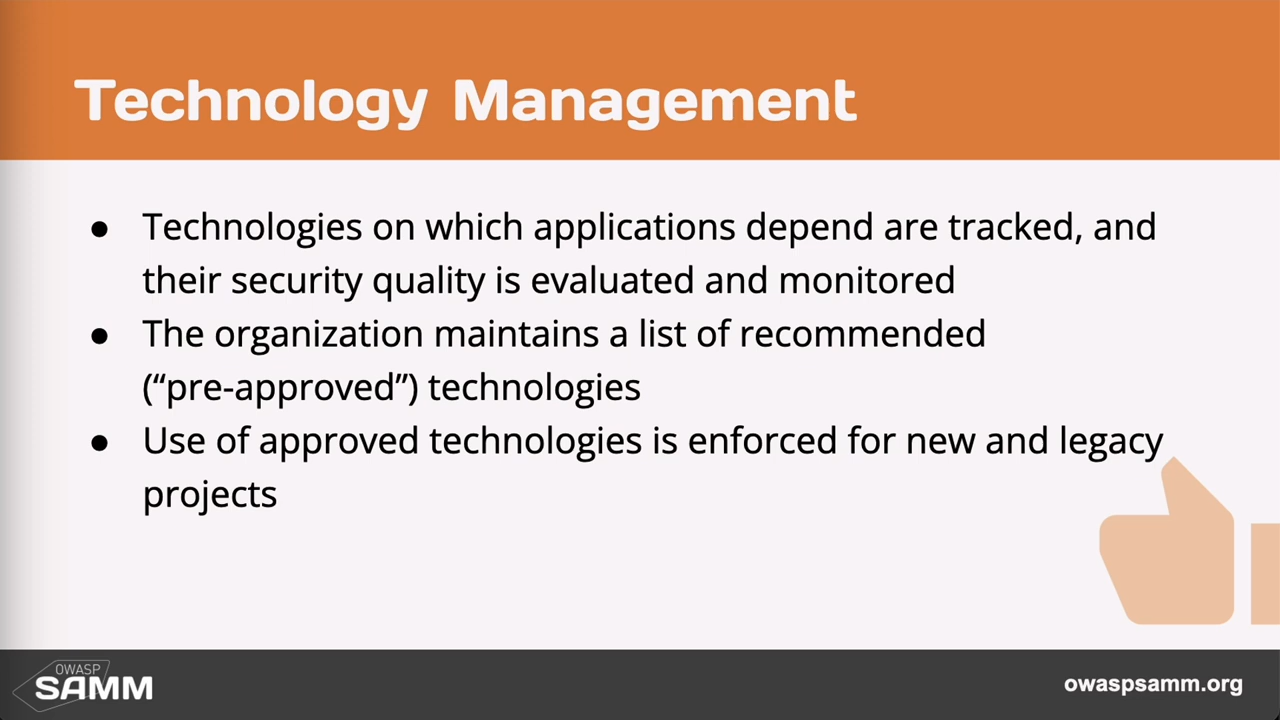 Technology Management
● Technologies on which applications depend are tracked, and
their security quality is evaluated and monitored
● The organization maintains a list of recommended
(“pre-approved”) technologies
● Use of approved technologies is enforced for new and legacy
projects
OWASP
SAMM
owaspsamm.org